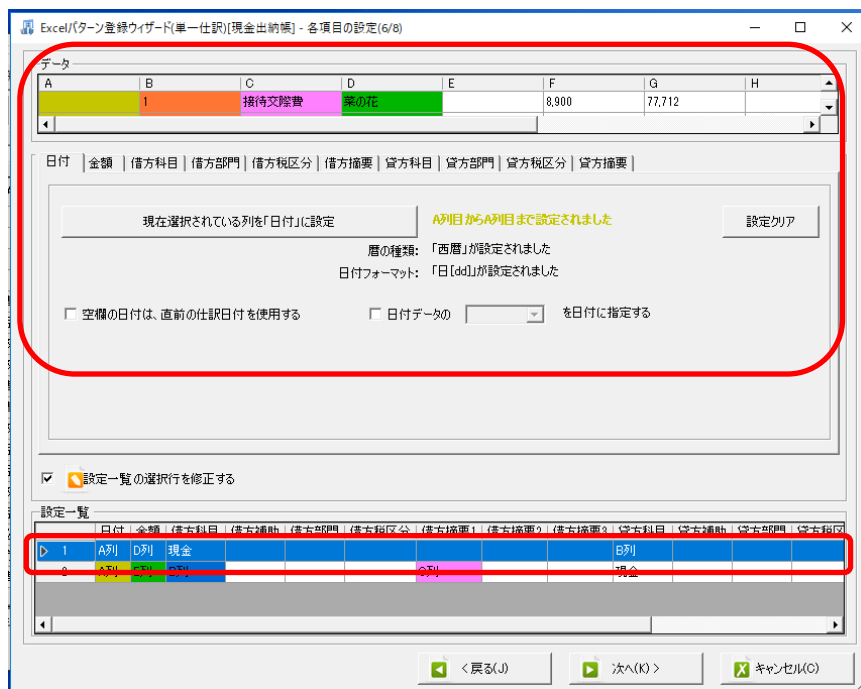 Excelパターン登録ウィザード(単一仕訳)[現金出納帳] - 各項目の設定(6/8)
データ
A B C D E F G H
1 接待交際費 菜の花 8,900 77,712
日付 金額 借方科目 借方部門 借方税区分 借方摘要 貸方科目 貸方部門 貸方税区分 貸方摘要
現在選択されている列を「日付」に設定 A列目からA列目まで設定されました 設定クリア
暦の種類: 「西暦」が設定されました
日付フォーマット: 「日[dd]」が設定されました
空欄の日付は、直前の仕訳日付を使用する 日付データの を日付に指定する
設定一覧の選択行を修正する
設定一覧
日付 金額 借方科目 借方補助 借方部門 借方税区分 借方摘要1 借方摘要2 借方摘要3 貸方科目 貸方補助 貸方部門 貸方税区
1 A列 D列 現金 B列
A列 現金
<戻る(J) 次へ(K) > キャンセル(C)